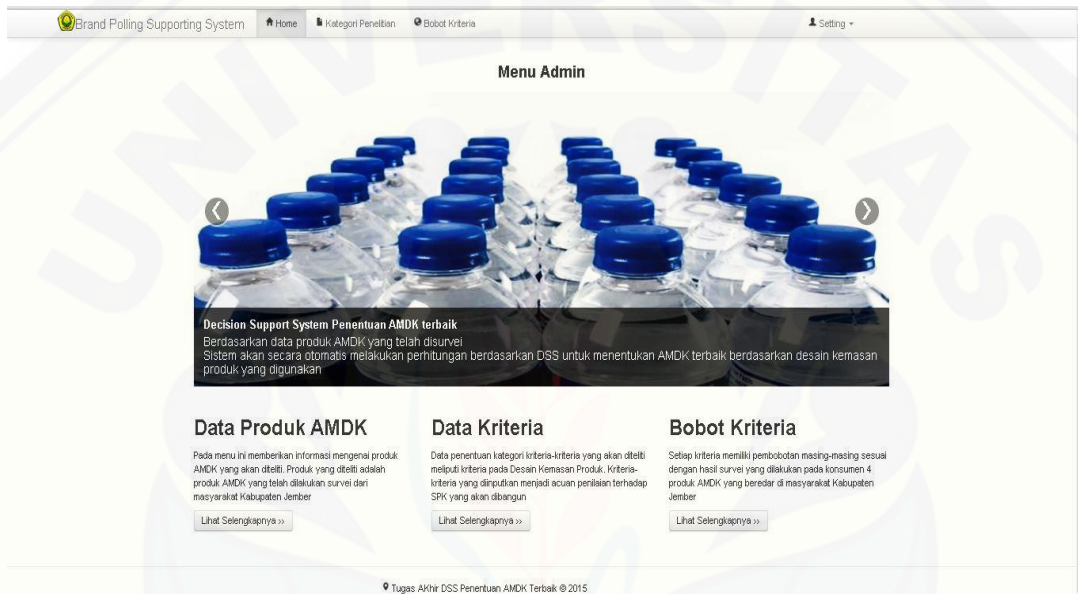 Brand Polling Supporting System Home Kategori Penelitian Bobot Kriteria Setting
Menu Admin
Decision Support System Penentuan AMDK terbaik
Berdasarkan data produk AMDK yang telah disurvei
Sistem akan secara otomatis melakukan perhitungan berdasarkan DSS untuk menentukan AMDK terbaik berdasarkan desain kemasan
produk yang digunakan
Data Produk AMDK
Pada menu ini memberikan informasi mengenai produk
AMDK yang akan diteliti. Produk yang diteliti adalah
produk AMDK yang telah dilakukan survei dari
masyarakat Kabupaten Jember
Lihat Selengkapnya »
Data Kriteria
Data penentuan kategori kriteria-kriteria yang akan diteliti
meliputi kriteria pada Desain Kemasan Produk. Kriteria-
kriteria yang diinputkan menjadi acuan penilaian terhadap
SPK yang akan dibangun
Lihat Selengkapnya »
Bobot Kriteria
Setiap kriteria memiliki pembobotan masing-masing sesuai
dengan hasil survei yang dilakukan pada konsumen 4
produk AMDK yang beredar di masyarakat Kabupaten
Jember
Lihat Selengkapnya »
Tugas AKhir DSS Penentuan AMDK Terbaik © 2015
UNIVERSITAS